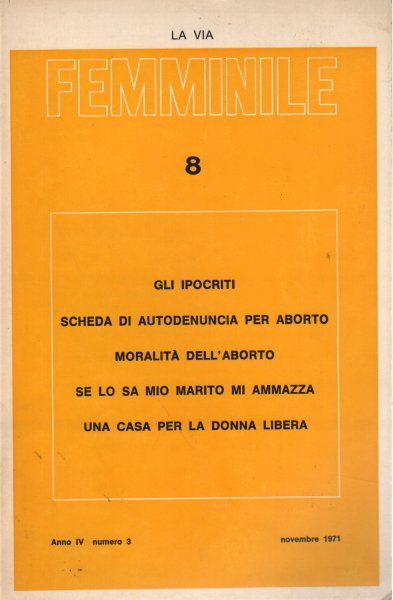 LA VIA
FEMMINILE
8
GLI IPOCRITI
SCHEDA DI AUTODENUNCIA PER ABORTO
MORALITÀ DELL'ABORTO
SE LO SA MIO MARITO MI AMMAZZA
UNA CASA PER LA DONNA LIBERA
Anno IV numero 3 novembre 1971